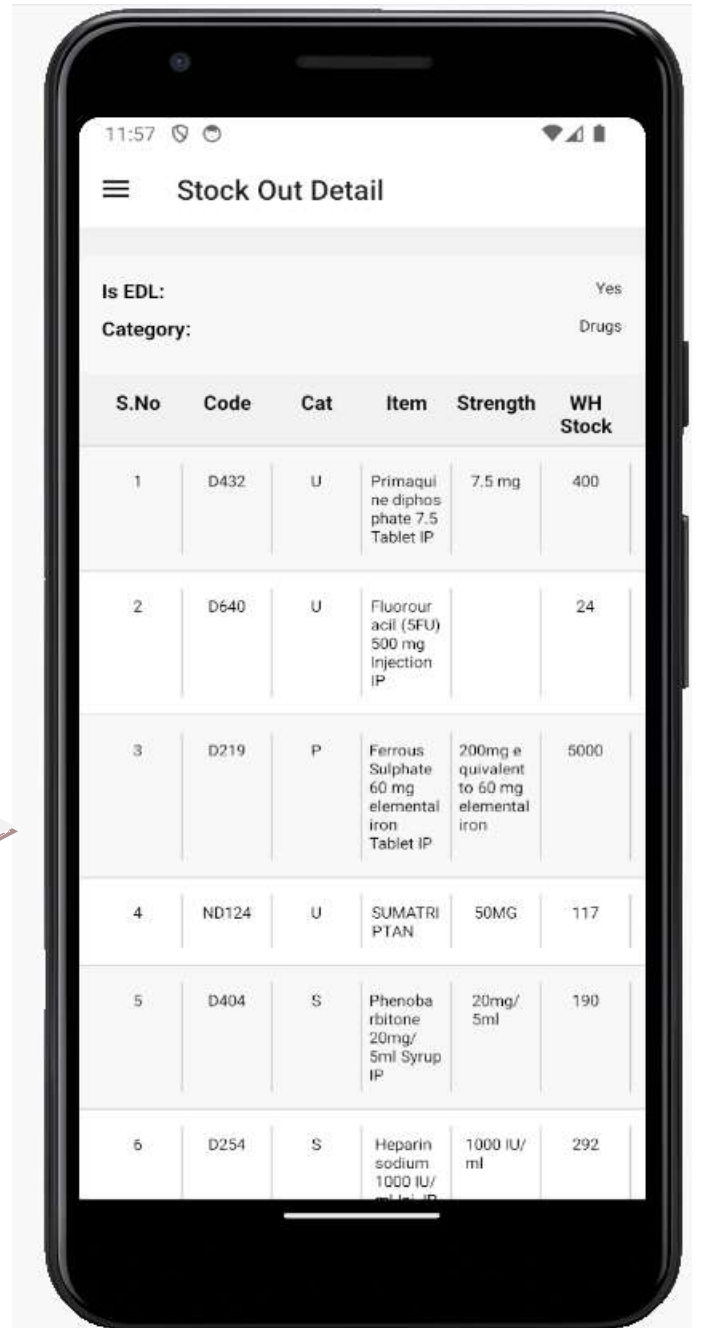 11:57
Stock Out Detail
Is EDL: Yes
Category: Drugs
S.No Code Cat Item Strength WH
Stock
1 D432 U Primaqui 7.5 mg 400
ne diphos
phate 7.5
Tablet IP
2 D640 U Fluorour 24
acil (5FU)
500 mg
Injection
IP
3 D219 P Ferrous 200mg e 5000
Sulphate quivalent
60 mg to 60 mg
elemental elemental
iron iron
Tablet IP
4 ND124 U SUMATRI 50MG 117
PTAN
5 D404 S Phenoba 20mg/ 190
rbitone 5ml
20mg/
5ml Syrup
IP
6 D254 S Heparin 1000 IU/ 292
sodium ml
1000 IU/